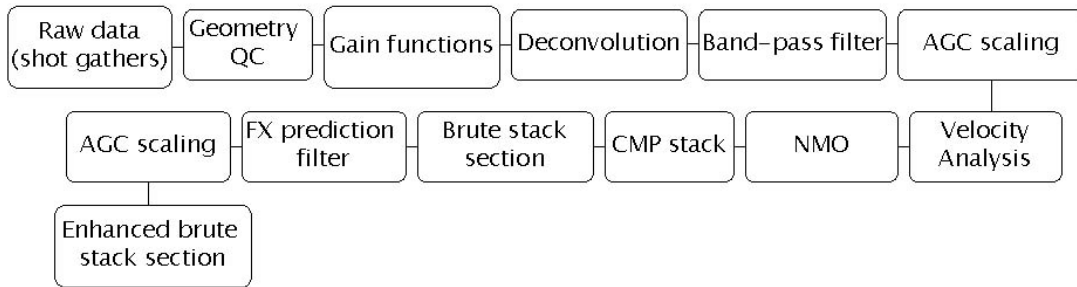 Raw data
(shot gathers)
Geometry
QC
Gain functions
Deconvolution
Band-pass filter
AGC scaling
Velocity
Analysis
NMO
CMP stack
Brute stack
section
FX prediction
filter
AGC scaling
Enhanced brute
stack section